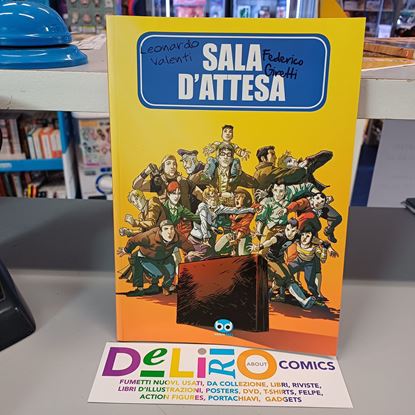 Leonardo Valenti
SALA
Federico Giretti
D'ATTESA
DeLiRiO ABOUT COMICS
FUMETTI NUOVI, USATI, DA COLLEZIONE, LIBRI, RIVISTE,
LIBRI D'ILLUSTRAZIONI, POSTERS, DVD, T-SHIRTS, FELPE,
ACTION FIGURES, PORTACHIAVI, GADGETS